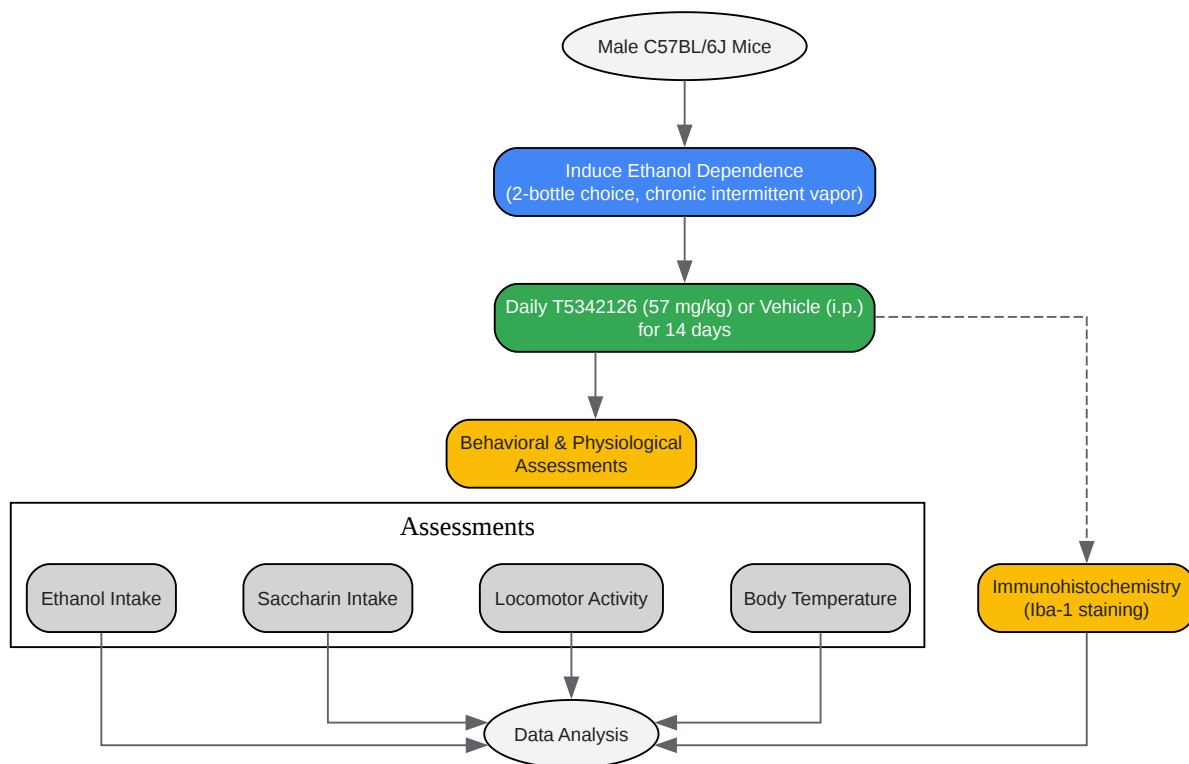 Male C57BL/6J Mice
Induce Ethanol Dependence
(2-bottle choice, chronic intermittent vapor)
Daily T5342126 (57 mg/kg) or Vehicle (i.p.)
for 14 days
Behavioral & Physiological
Assessments
Assessments
Ethanol Intake
Saccharin Intake
Locomotor Activity
Body Temperature
Immunohistochemistry
(Iba-1 staining)
Data Analysis